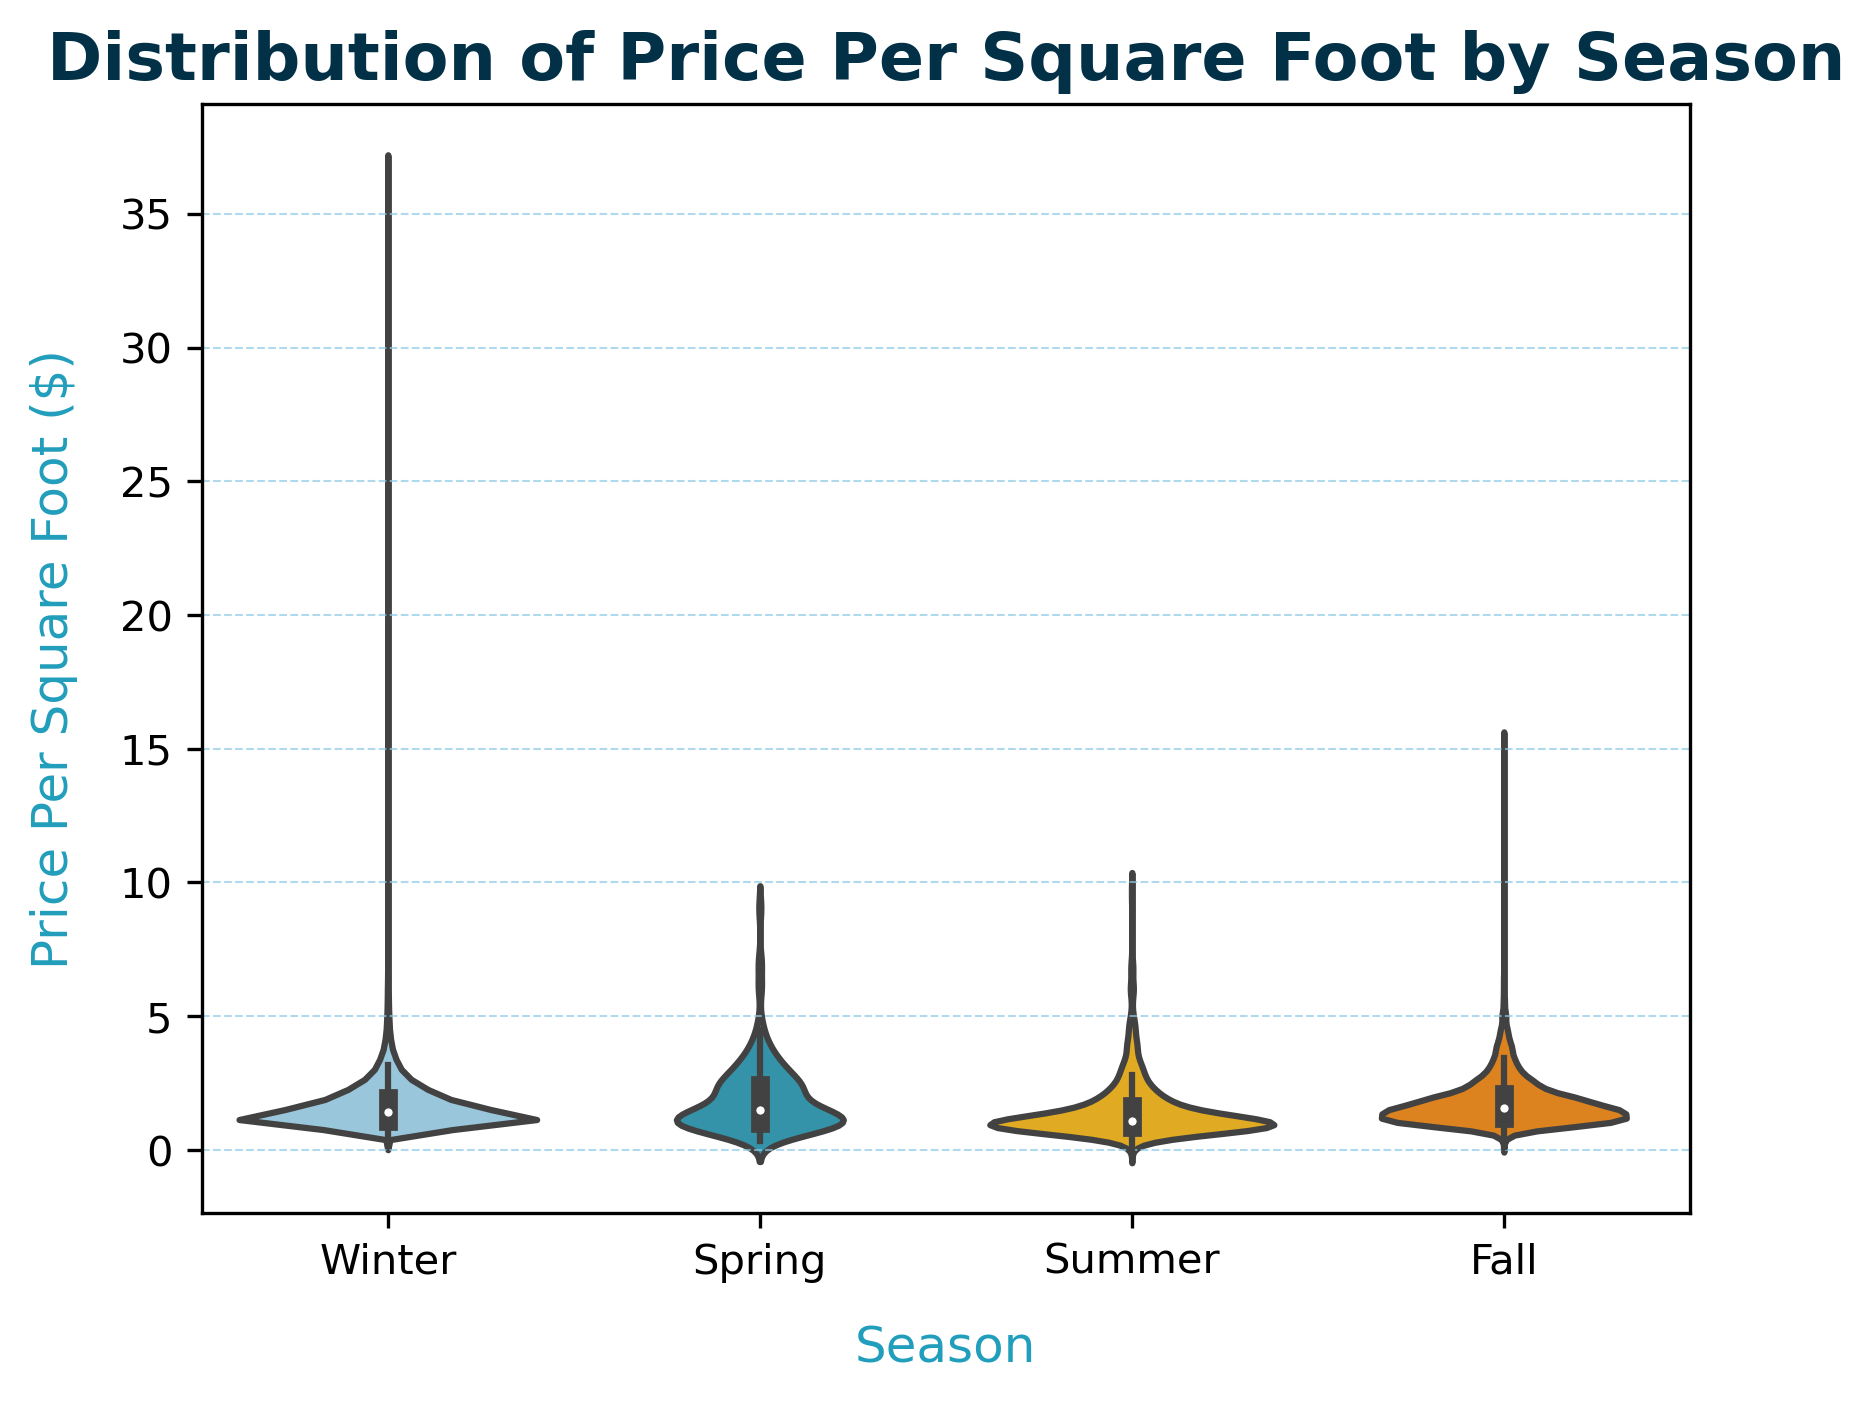 Distribution of Price Per Square Foot by Season
Price Per Square Foot ($)
35
30
25
20
15
10
5
0
Winter Spring Summer Fall
Season